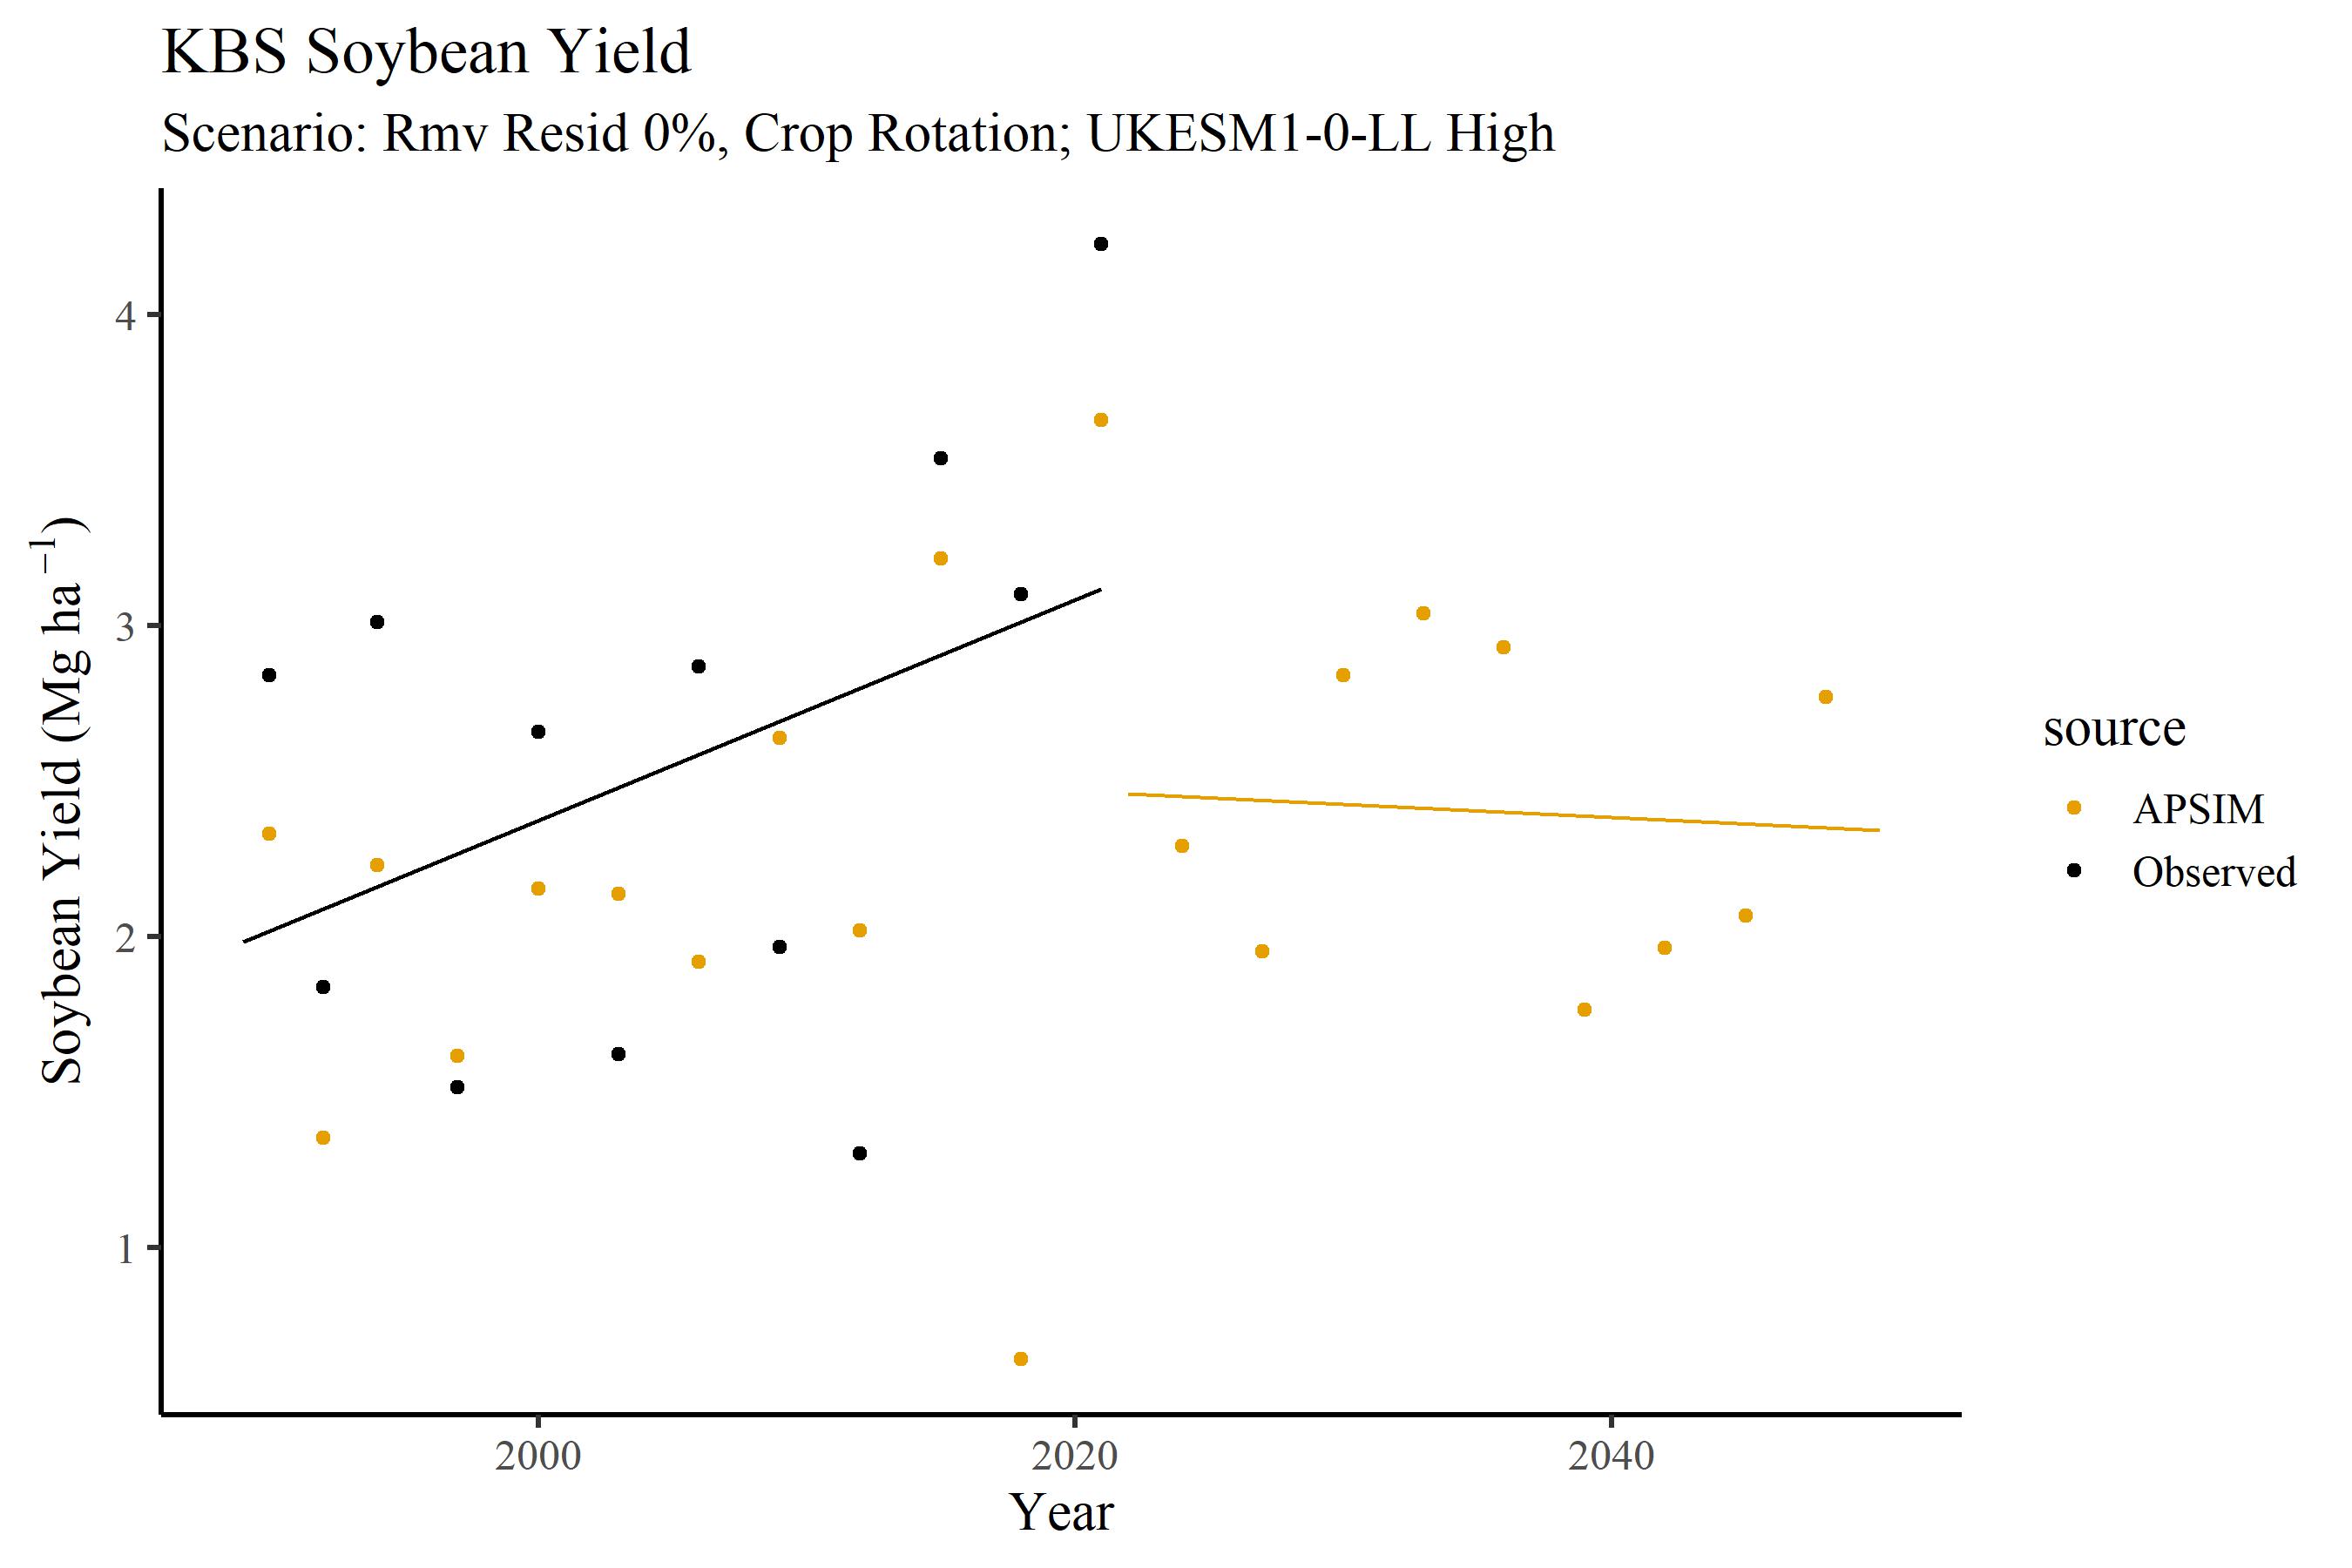 KBS Soybean Yield
Scenario: Rmv Resid 0%, Crop Rotation; UKESM1-0-LL High
Soybean Yield (Mg ha⁻¹)
4
3
2
1
2000 2020 2040
Year
source
APSIM
Observed